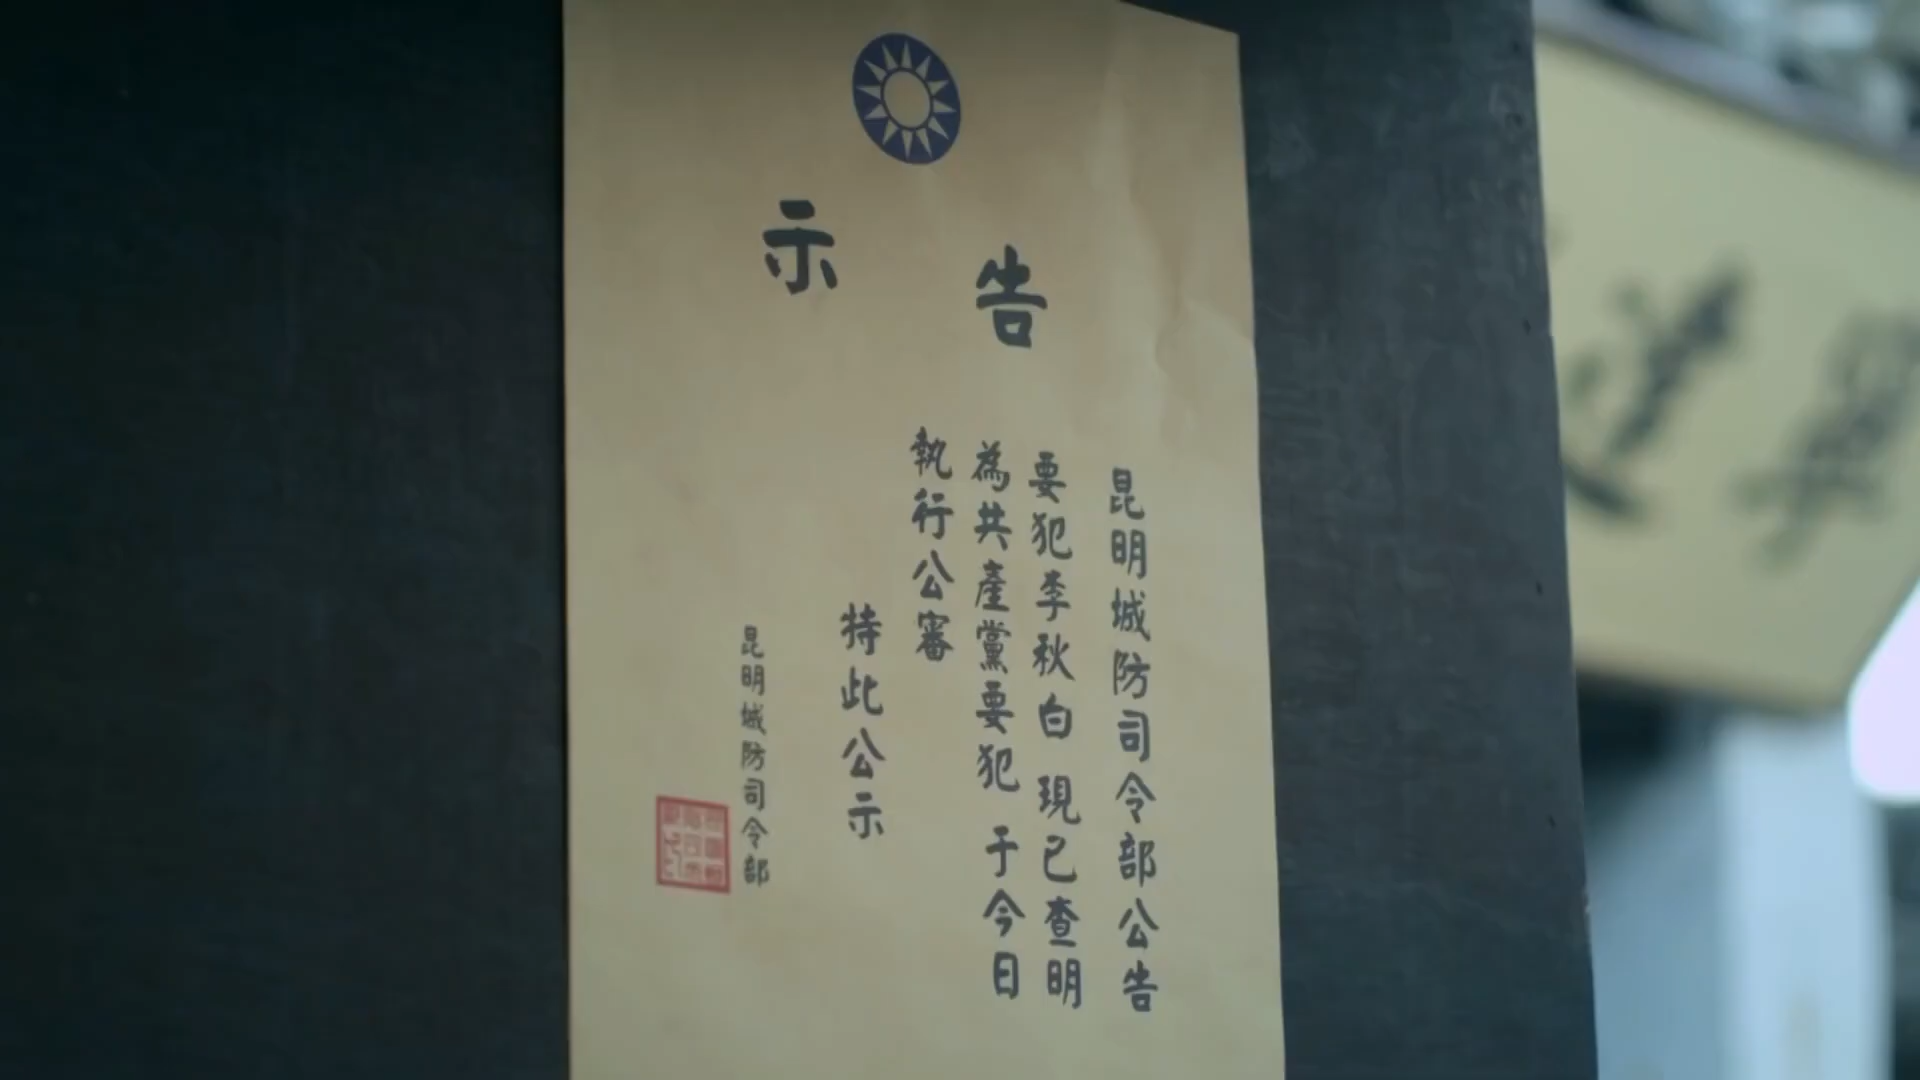 告示
昆明城防司令部公告
要犯李秋白 現已查明
為共產黨要犯 于今日
執行公審
持此公示
昆明城防司令部